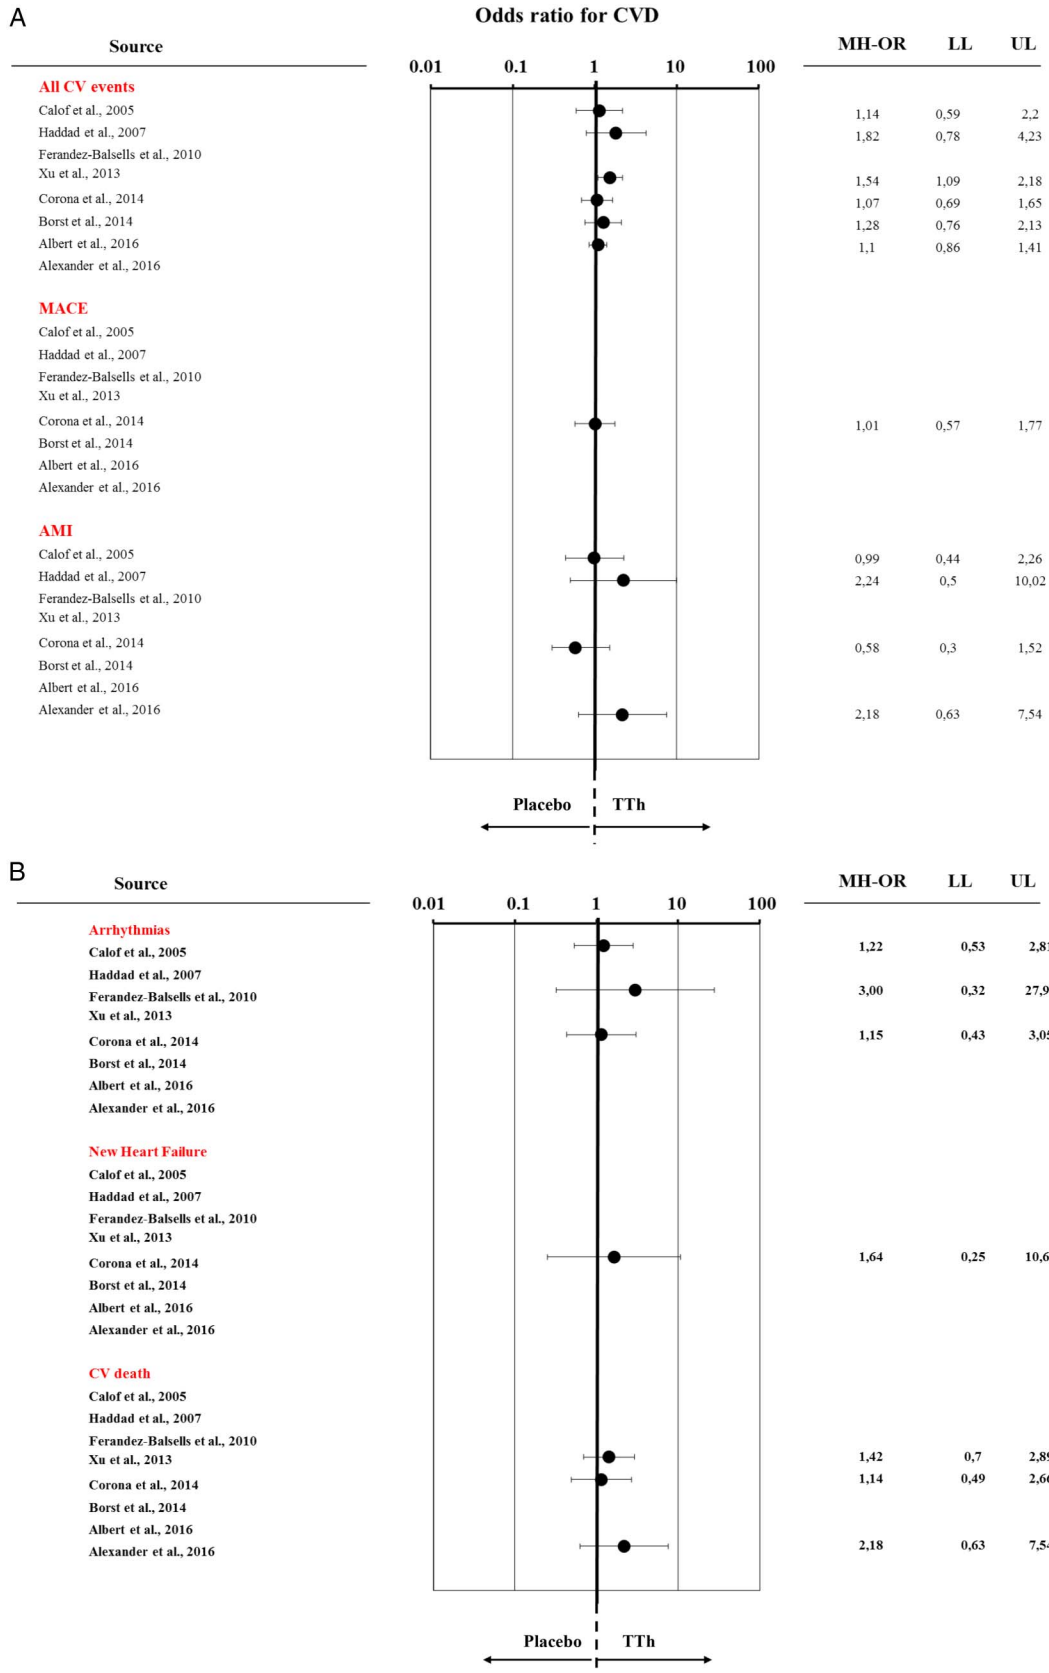 A
Odds ratio for CVD
Source MH-OR LL UL
0.01 0.1 1 10 100
All CV events
Calof et al., 2005 1,14 0,59 2,2
Haddad et al., 2007 1,82 0,78 4,23
Ferandez-Balsells et al., 2010
Xu et al., 2013 1,54 1,09 2,18
Corona et al., 2014 1,07 0,69 1,65
Borst et al., 2014 1,28 0,76 2,13
Albert et al., 2016 1,1 0,86 1,41
Alexander et al., 2016
MACE
Calof et al., 2005
Haddad et al., 2007
Ferandez-Balsells et al., 2010
Xu et al., 2013
Corona et al., 2014 1,01 0,57 1,77
Borst et al., 2014
Albert et al., 2016
Alexander et al., 2016
AMI
Calof et al., 2005 0,99 0,44 2,26
Haddad et al., 2007 2,24 0,5 10,02
Ferandez-Balsells et al., 2010
Xu et al., 2013
Corona et al., 2014 0,58 0,3 1,52
Borst et al., 2014
Albert et al., 2016
Alexander et al., 2016 2,18 0,63 7,54
Placebo TTh
B
Source MH-OR LL UL
0.01 0.1 1 10 100
Arrhythmias
Calof et al., 2005 1,22 0,53 2,81
Haddad et al., 2007
Ferandez-Balsells et al., 2010 3,00 0,32 27,9
Xu et al., 2013
Corona et al., 2014 1,15 0,43 3,05
Borst et al., 2014
Albert et al., 2016
Alexander et al., 2016
New Heart Failure
Calof et al., 2005
Haddad et al., 2007
Ferandez-Balsells et al., 2010
Xu et al., 2013
Corona et al., 2014 1,64 0,25 10,6
Borst et al., 2014
Albert et al., 2016
Alexander et al., 2016
CV death
Calof et al., 2005
Haddad et al., 2007
Ferandez-Balsells et al., 2010
Xu et al., 2013 1,42 0,7 2,89
Corona et al., 2014 1,14 0,49 2,66
Borst et al., 2014
Albert et al., 2016
Alexander et al., 2016 2,18 0,63 7,54
Placebo TTh